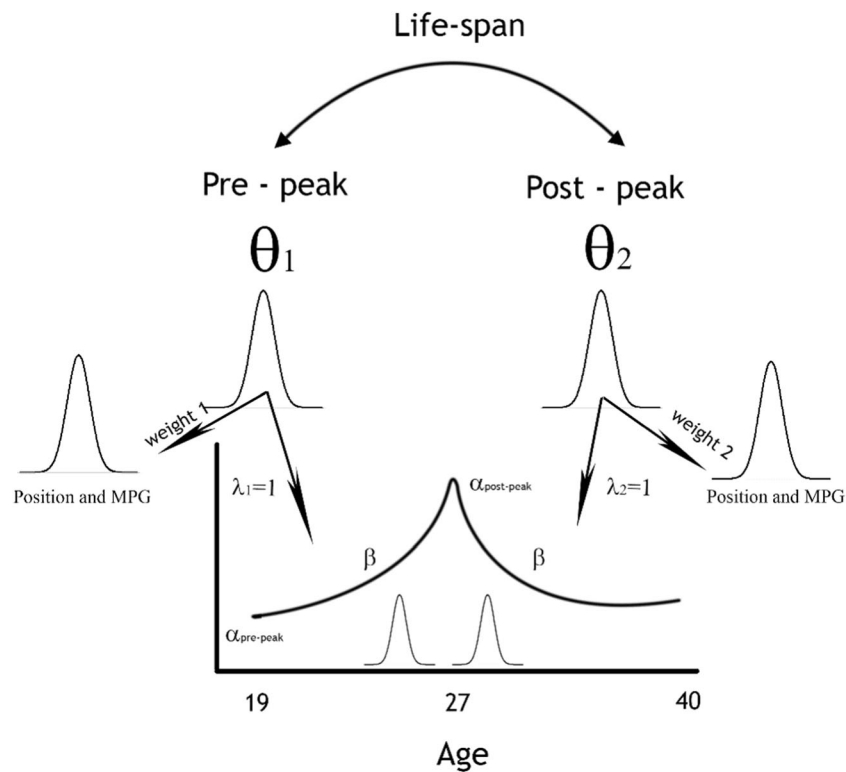 Life-span
Pre - peak
Post - peak
θ1
θ2
weight 1
weight 2
Position and MPG
λ1=1
αpost-peak
λ2=1
Position and MPG
β
β
αpre-peak
19
27
40
Age